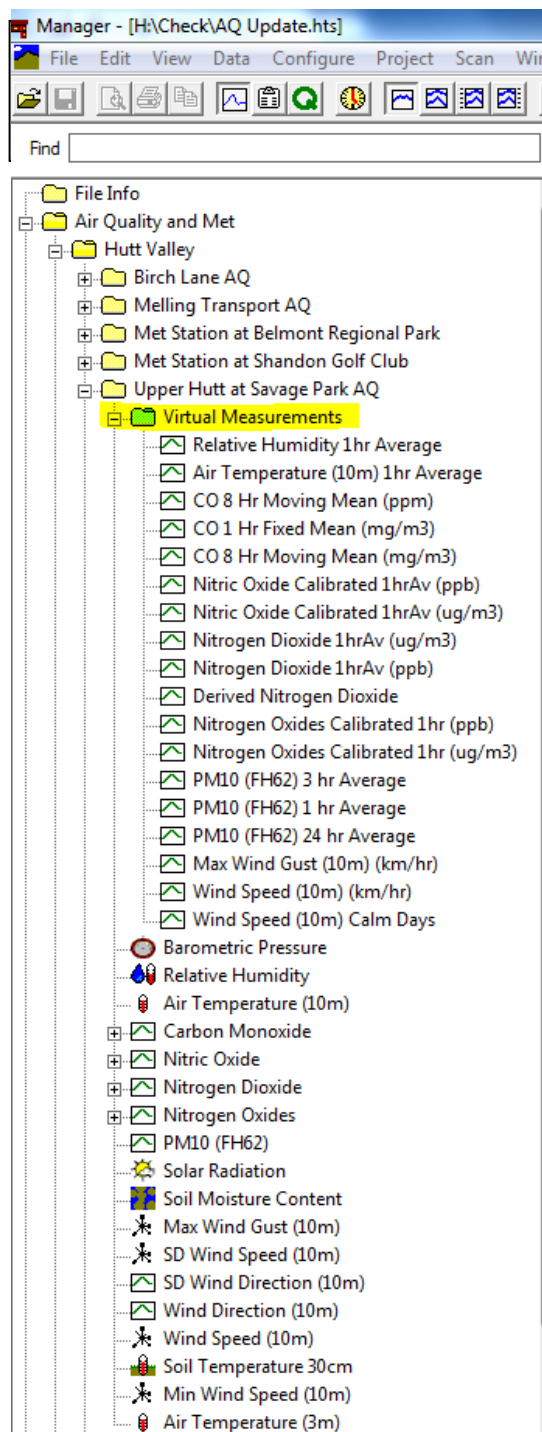 Manager - [H:\Check\AQ Update.hts]
File Edit View Data Configure Project Scan Wi
Find
File Info
Air Quality and Met
Hutt Valley
Birch Lane AQ
Melling Transport AQ
Met Station at Belmont Regional Park
Met Station at Shandon Golf Club
Upper Hutt at Savage Park AQ
Virtual Measurements
Relative Humidity 1hr Average
Air Temperature (10m) 1hr Average
CO 8 Hr Moving Mean (ppm)
CO 1 Hr Fixed Mean (mg/m3)
CO 8 Hr Moving Mean (mg/m3)
Nitric Oxide Calibrated 1hrAv (ppb)
Nitric Oxide Calibrated 1hrAv (ug/m3)
Nitrogen Dioxide 1hrAv (ug/m3)
Nitrogen Dioxide 1hrAv (ppb)
Derived Nitrogen Dioxide
Nitrogen Oxides Calibrated 1hr (ppb)
Nitrogen Oxides Calibrated 1hr (ug/m3)
PM10 (FH62) 3 hr Average
PM10 (FH62) 1 hr Average
PM10 (FH62) 24 hr Average
Max Wind Gust (10m) (km/hr)
Wind Speed (10m) (km/hr)
Wind Speed (10m) Calm Days
Barometric Pressure
Relative Humidity
Air Temperature (10m)
Carbon Monoxide
Nitric Oxide
Nitrogen Dioxide
Nitrogen Oxides
PM10 (FH62)
Solar Radiation
Soil Moisture Content
Max Wind Gust (10m)
SD Wind Speed (10m)
SD Wind Direction (10m)
Wind Direction (10m)
Wind Speed (10m)
Soil Temperature 30cm
Min Wind Speed (10m)
Air Temperature (3m)